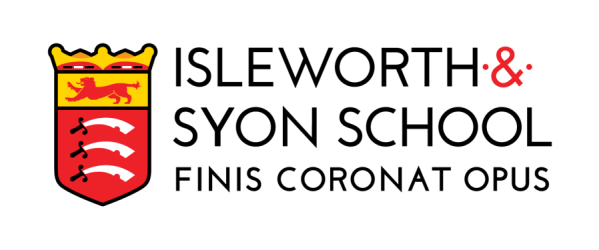 ISLEWORTH·&·
SYON SCHOOL
FINIS CORONAT OPUS